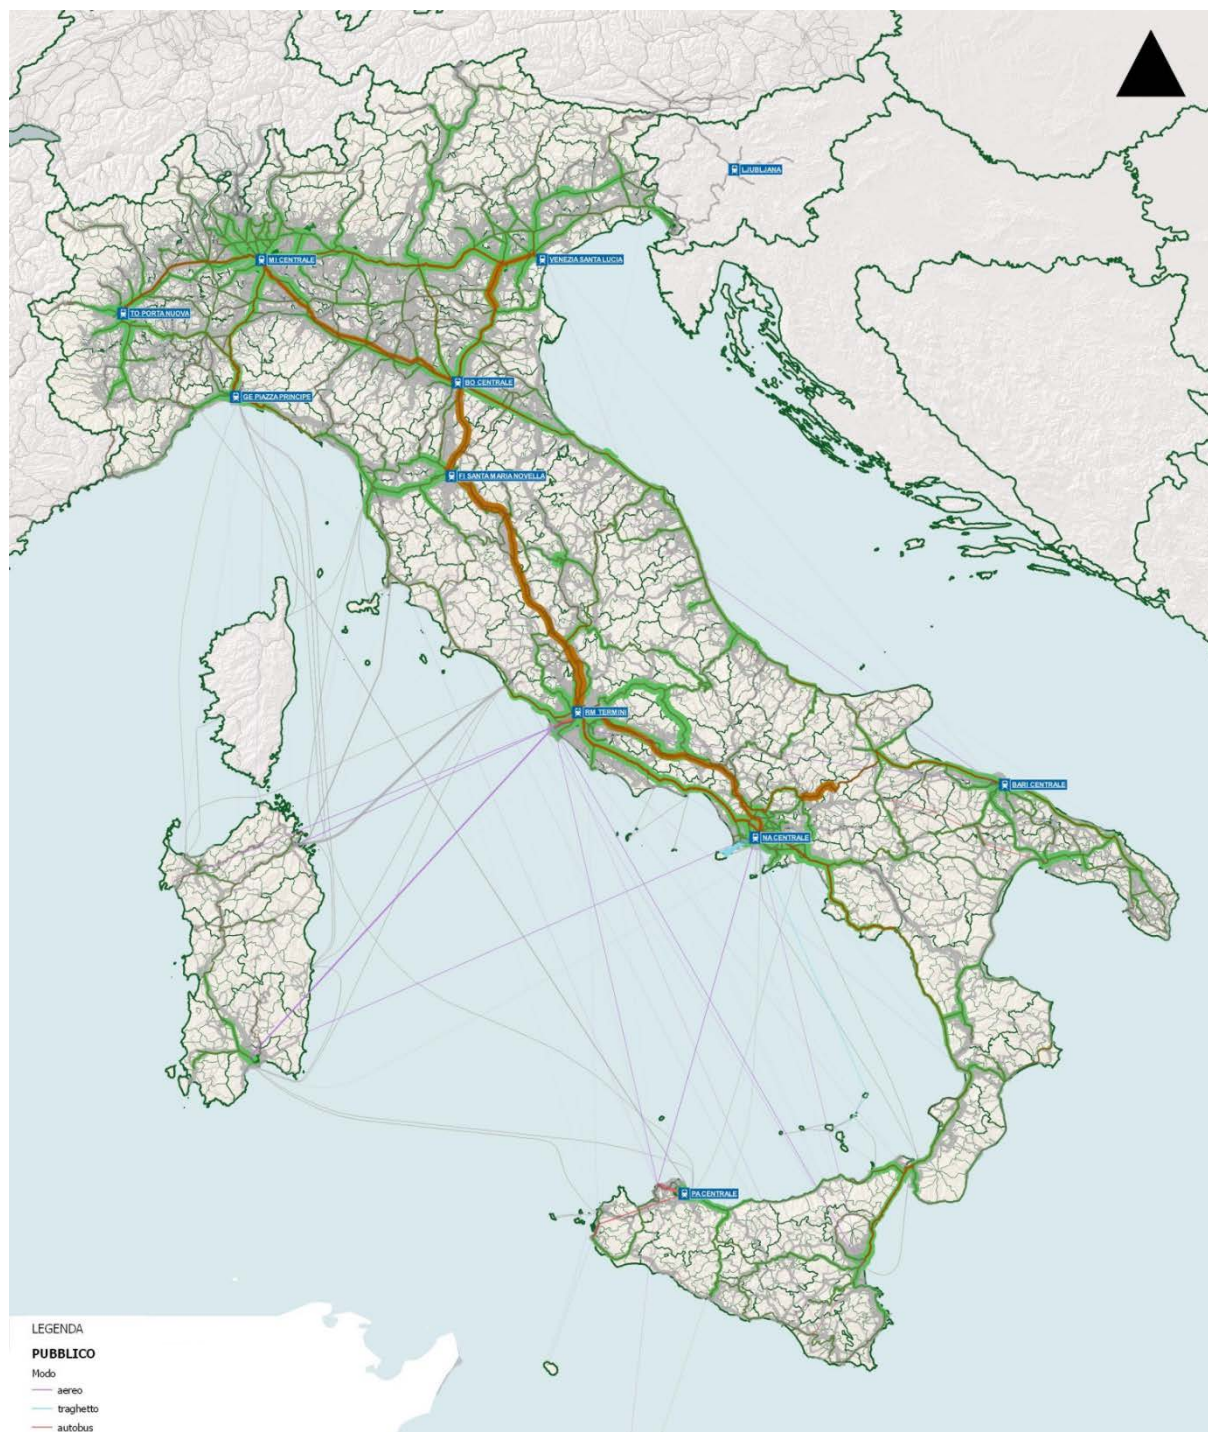 LJUBLJANA
MI CENTRALE
VENEZIA SANTA LUCIA
TO PORTA NUOVA
BO CENTRALE
GE PIAZZA PRINCIPE
FI SANTA MARIA NOVELLA
RM TERMINI
BARI CENTRALE
NA CENTRALE
PA CENTRALE
LEGENDA
PUBBLICO
Modo
aereo
traghetto
autobus